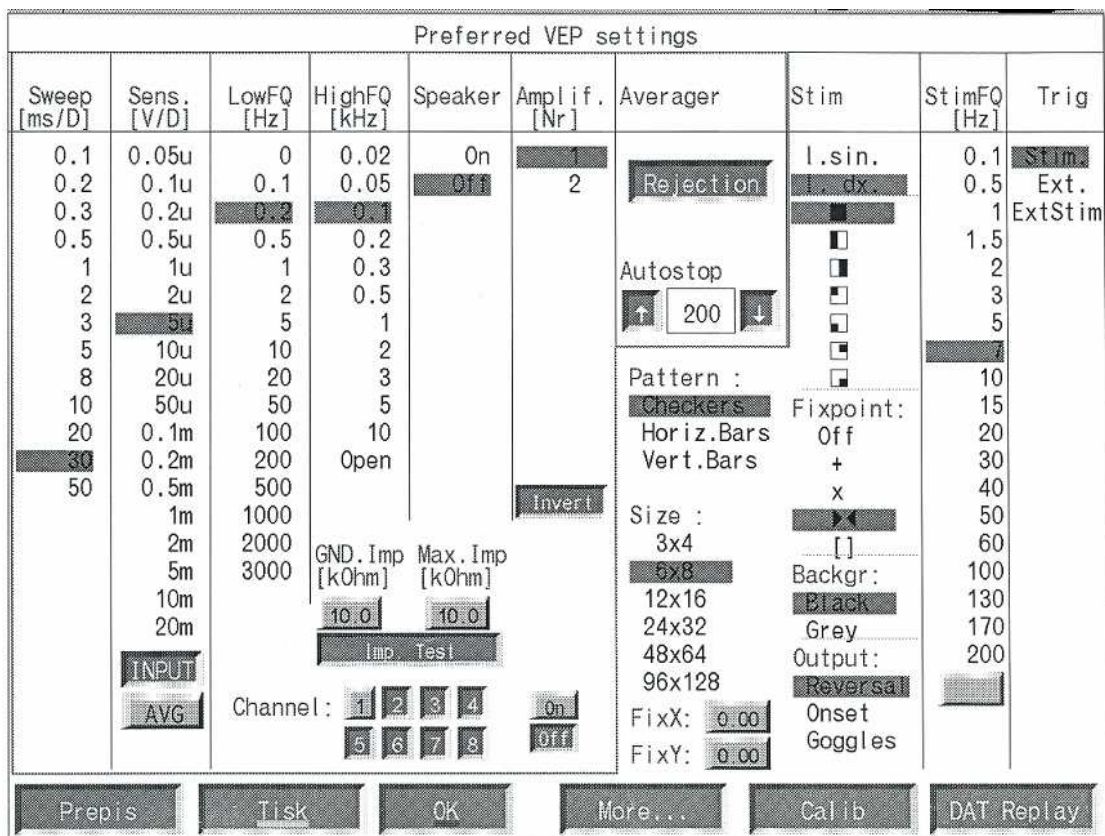 Preferred VEP settings
Sweep Sens. LowFQ HighFQ Speaker Amplif. Averager Stim StimFQ Trig
[ms/D] [V/D] [Hz] [kHz] [Nr] [Hz]
0.1 0.05u 0 0.02 On 1 l.sin. 0.1 Stim.
0.2 0.1u 0.1 0.05 Off 2 Rejection l. dx. 0.5 Ext.
0.3 0.2u 0.2 0.1 1 ExtStim
0.5 0.5u 0.5 0.2 1.5
1 1u 1 0.3 Autostop 2
2 2u 2 0.5 3
3 5u 5 1 ↑ 200 ↓ 5
5 10u 10 2 7
8 20u 20 3 Pattern : 10
10 50u 50 5 Checkers Fixpoint: 15
20 0.1m 100 10 Horiz.Bars Off 20
30 0.2m 200 Open Vert.Bars + 30
50 0.5m 500 Invert x 40
1m 1000 Size : 50
2m 2000 GND.Imp Max.Imp 3x4 [] 60
5m 3000 [kOhm] [kOhm] 6x8 Backgr: 100
10m 10.0 10.0 12x16 Black 130
20m 24x32 Grey 170
INPUT Imp Test 48x64 Output: 200
96x128 Reversal
AVG Channel: 1 2 3 4 On FixX: 0.00 Onset
5 6 7 8 Off FixY: 0.00 Goggles
Prepis Tisk OK More... Calib DAT Replay